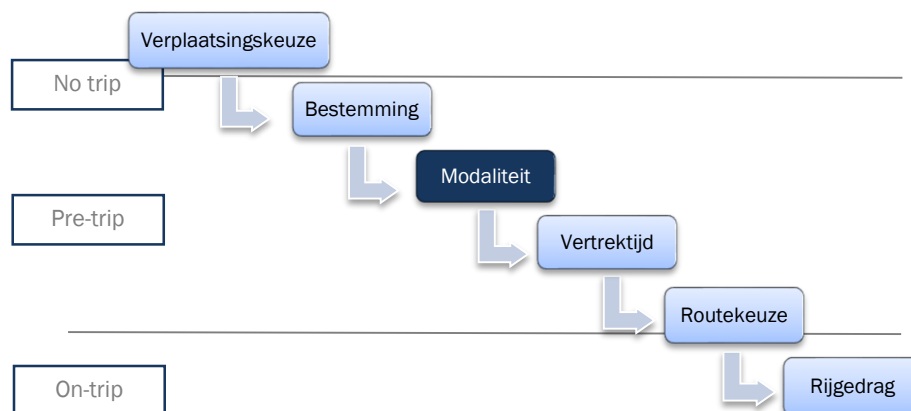 Verplaatsingskeuze
No trip
Bestemming
Modaliteit
Pre-trip
Vertrektijd
Routekeuze
On-trip
Rijgedrag